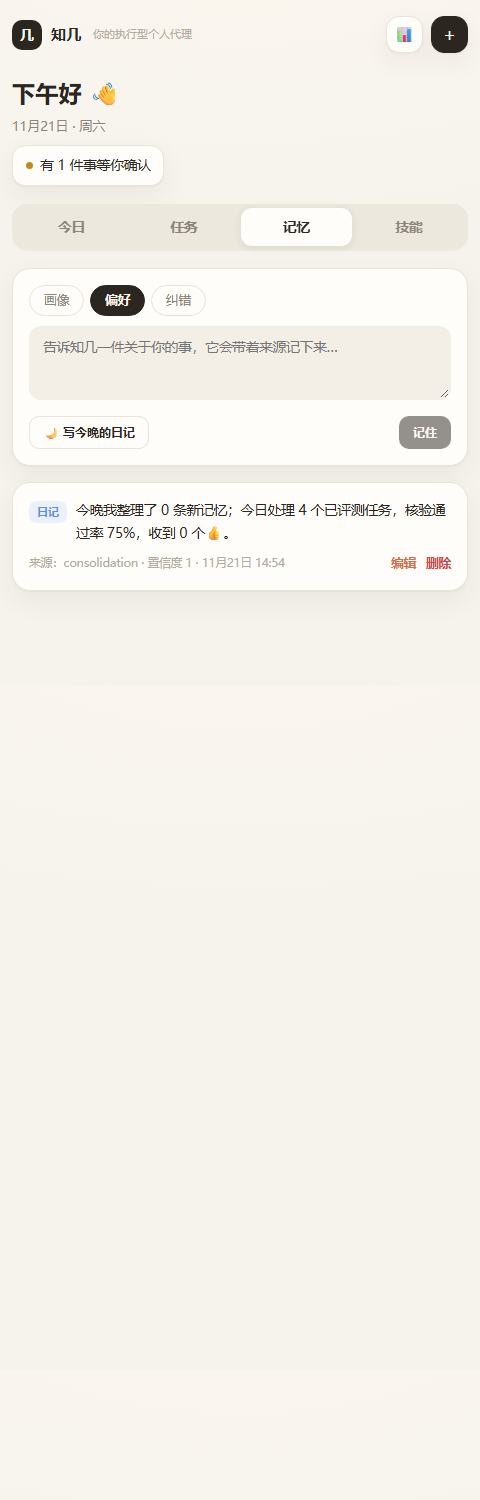 几 知几 你的执行型个人代理 +
下午好 👋
11月21日 · 周六
有 1 件事等你确认
今日 任务 记忆 技能
画像 偏好 纠错
告诉知几一件关于你的事，它会带着来源记下来...
🌙 写今晚的日记 记住
日记 今晚我整理了 0 条新记忆；今日处理 4 个已评测任务，核验通
过率 75%，收到 0 个👍。
来源：consolidation · 置信度 1 · 11月21日 14:54 编辑 删除